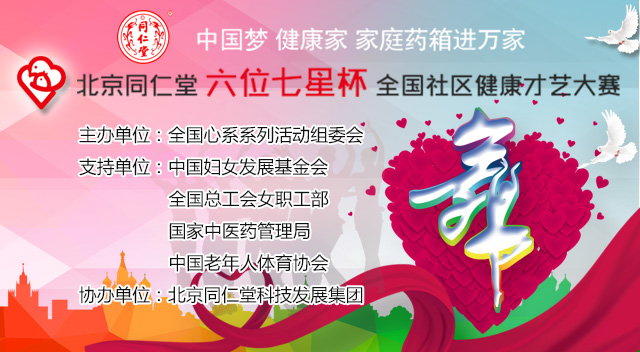 同仁堂
中国梦 健康家 家庭药箱进万家
北京同仁堂 六位七星杯 全国社区健康才艺大赛
主办单位：全国心系系列活动组委会
支持单位：中国妇女发展基金会
全国总工会女职工部
国家中医药管理局
中国老年人体育协会
协办单位：北京同仁堂科技发展集团
舞